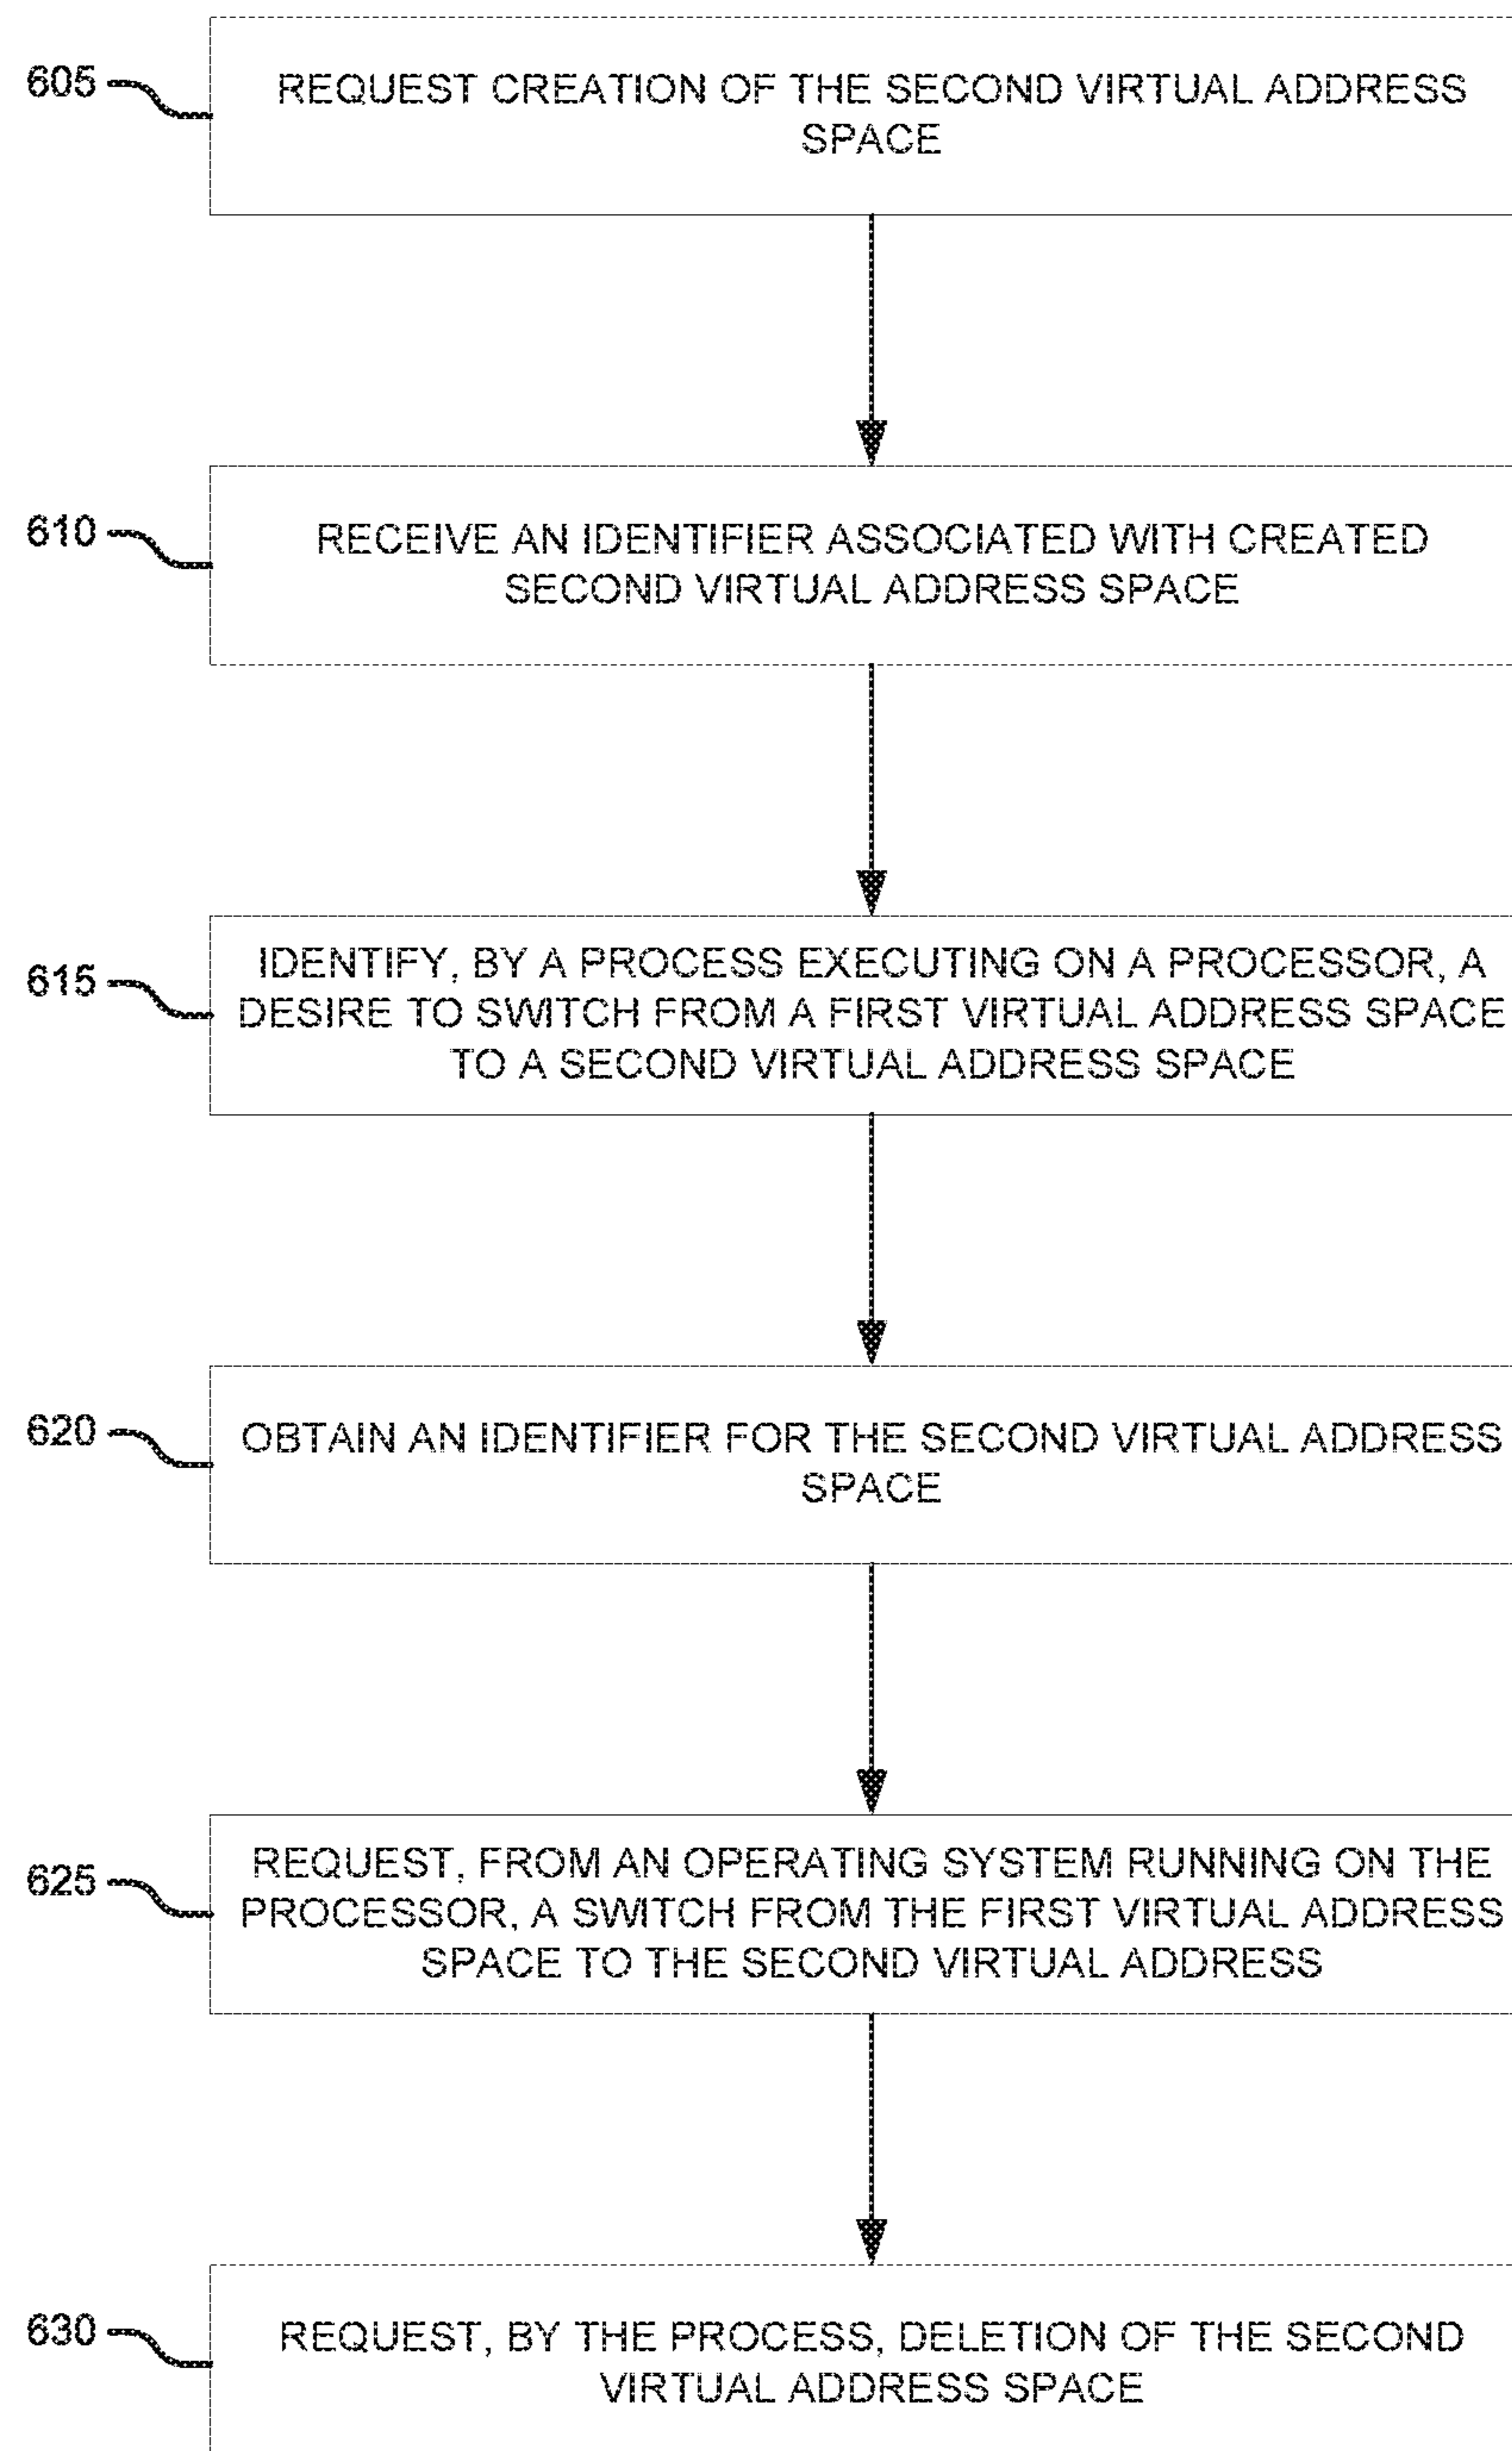 605
REQUEST CREATION OF THE SECOND VIRTUAL ADDRESS
SPACE
610
RECEIVE AN IDENTIFIER ASSOCIATED WITH CREATED
SECOND VIRTUAL ADDRESS SPACE
615
IDENTIFY, BY A PROCESS EXECUTING ON A PROCESSOR, A
DESIRE TO SWITCH FROM A FIRST VIRTUAL ADDRESS SPACE
TO A SECOND VIRTUAL ADDRESS SPACE
620
OBTAIN AN IDENTIFIER FOR THE SECOND VIRTUAL ADDRESS
SPACE
625
REQUEST, FROM AN OPERATING SYSTEM RUNNING ON THE
PROCESSOR, A SWITCH FROM THE FIRST VIRTUAL ADDRESS
SPACE TO THE SECOND VIRTUAL ADDRESS
630
REQUEST, BY THE PROCESS, DELETION OF THE SECOND
VIRTUAL ADDRESS SPACE